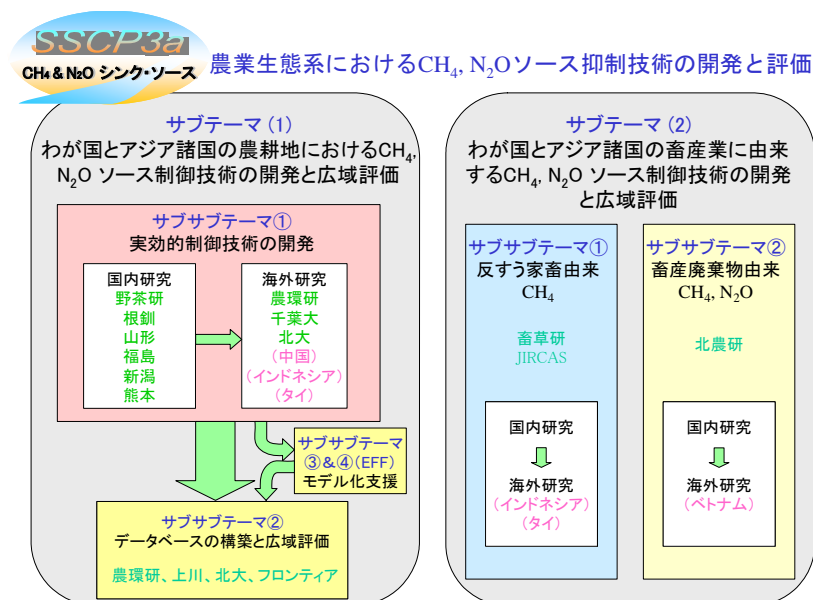 SSCP3a
CH4 & N2O シンク・ソース
農業生態系におけるCH4, N2Oソース抑制技術の開発と評価
サブテーマ (1)
わが国とアジア諸国の農耕地におけるCH4,
N2O ソース制御技術の開発と広域評価
サブサブテーマ①
実効的制御技術の開発
国内研究
野茶研
根釧
山形
福島
新潟
熊本
海外研究
農環研
千葉大
北大
(中国)
(インドネシア)
(タイ)
サブサブテーマ
③&④(EFF)
モデル化支援
サブサブテーマ②
データベースの構築と広域評価
農環研、上川、北大、フロンティア
サブテーマ (2)
わが国とアジア諸国の畜産業に由来
するCH4, N2O ソース制御技術の開発
と広域評価
サブサブテーマ①
反すう家畜由来
CH4
畜草研
JIRCAS
国内研究
海外研究
(インドネシア)
(タイ)
サブサブテーマ②
畜産廃棄物由来
CH4, N2O
北農研
国内研究
海外研究
(ベトナム)